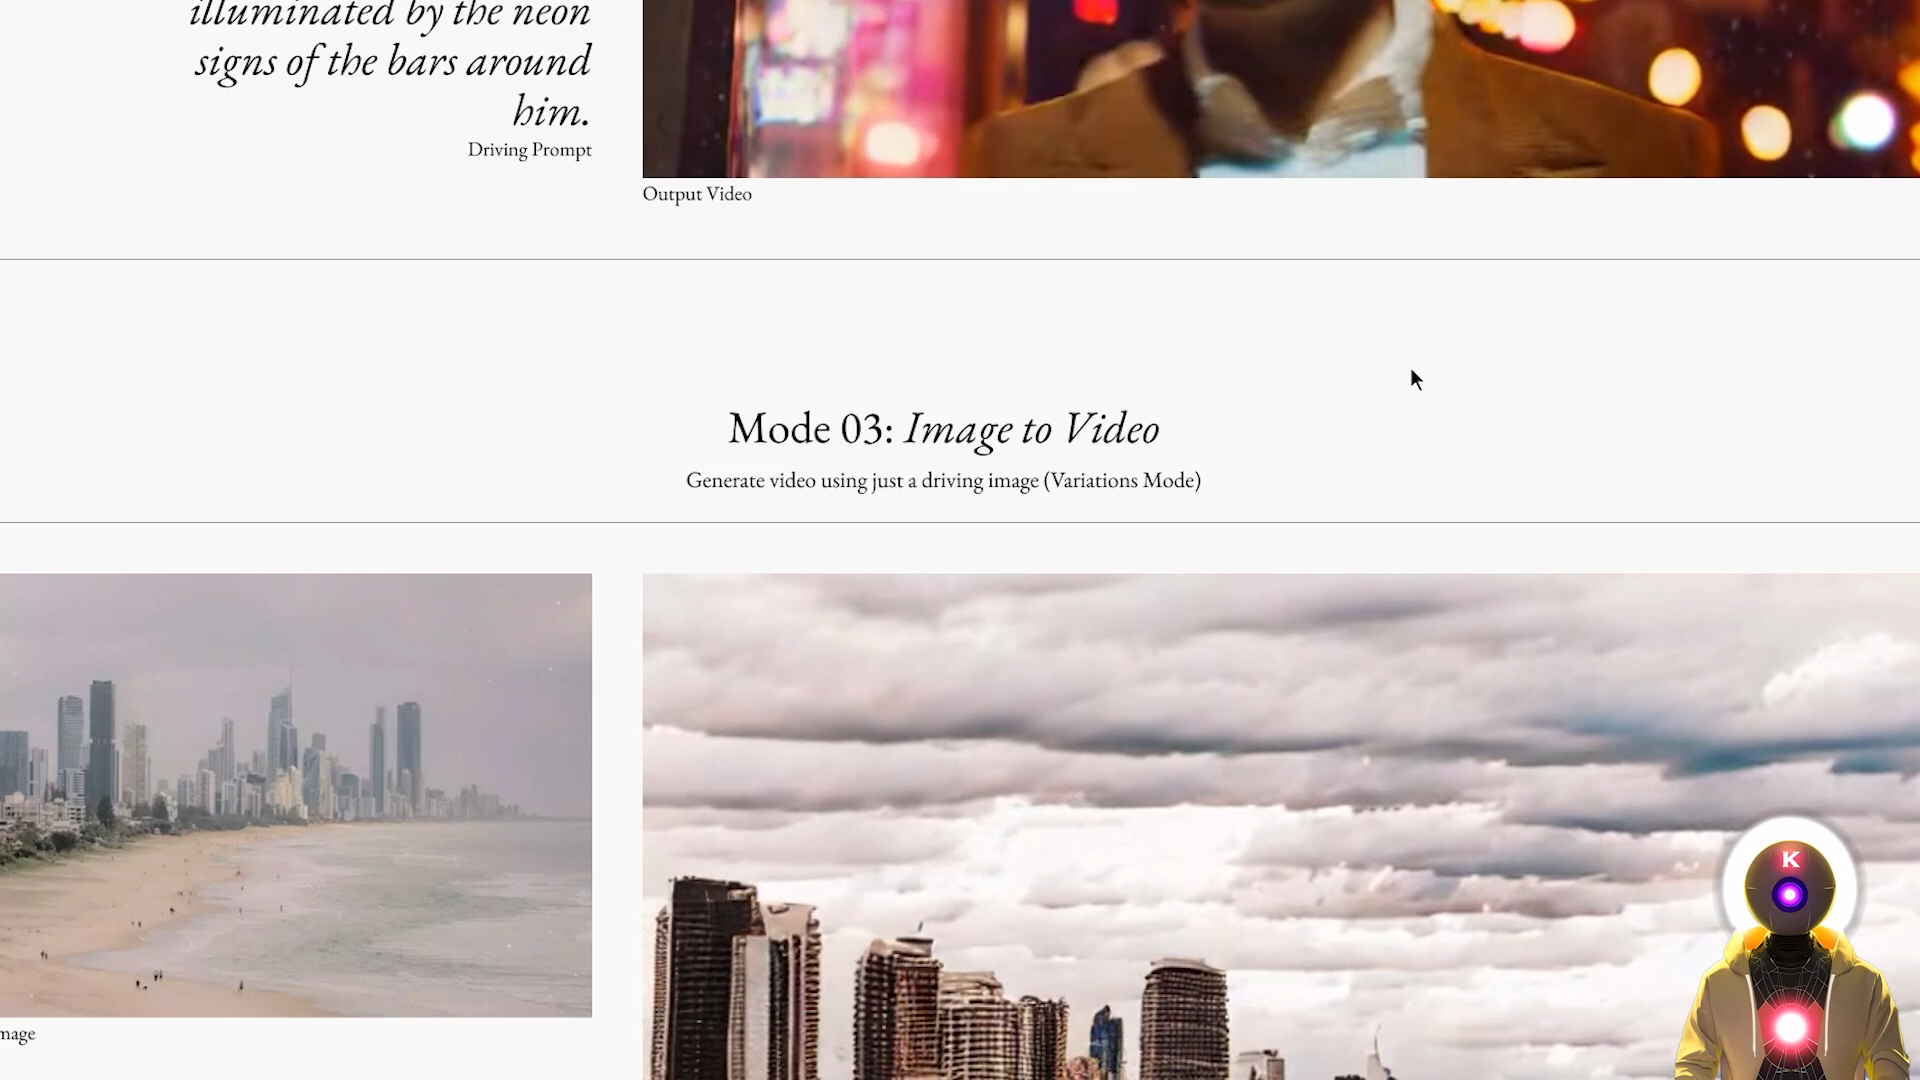 illuminated by the neon
signs of the bars around
him.
Driving Prompt
Output Video
Mode 03: Image to Video
Generate video using just a driving image (Variations Mode)
mage
K